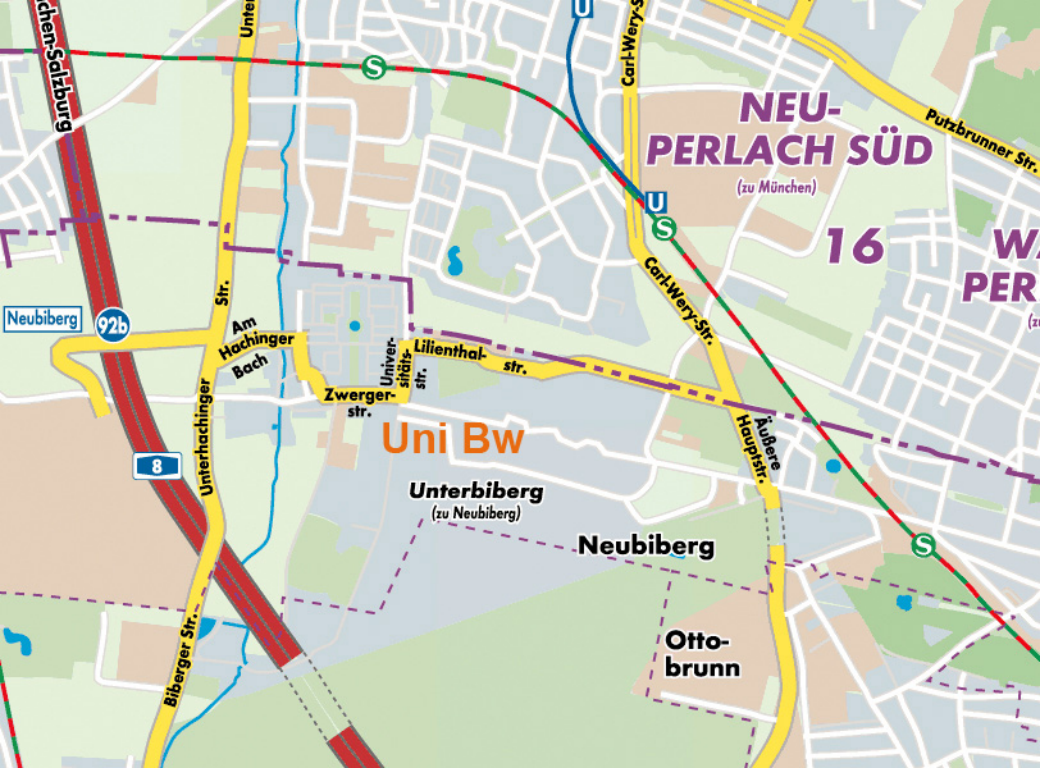 Unter
chen-Salzburg
S
U
Carl-Wery-S
Putzbrunner Str.
NEU-
PERLACH SÜD
(zu München)
U
S
16
WA
PER
(zu
Carl-Wery-Str.
Neubiberg
92b
Str.
Am
Hachinger
Bach
Univer-
sitäts-
str.
Lilienthal-
str.
Zwerger-
str.
Unterhachinger
Uni Bw
Äußere
Hauptstr.
8
Unterbiberg
(zu Neubiberg)
Neubiberg
S
Biberger Str.
Otto-
brunn